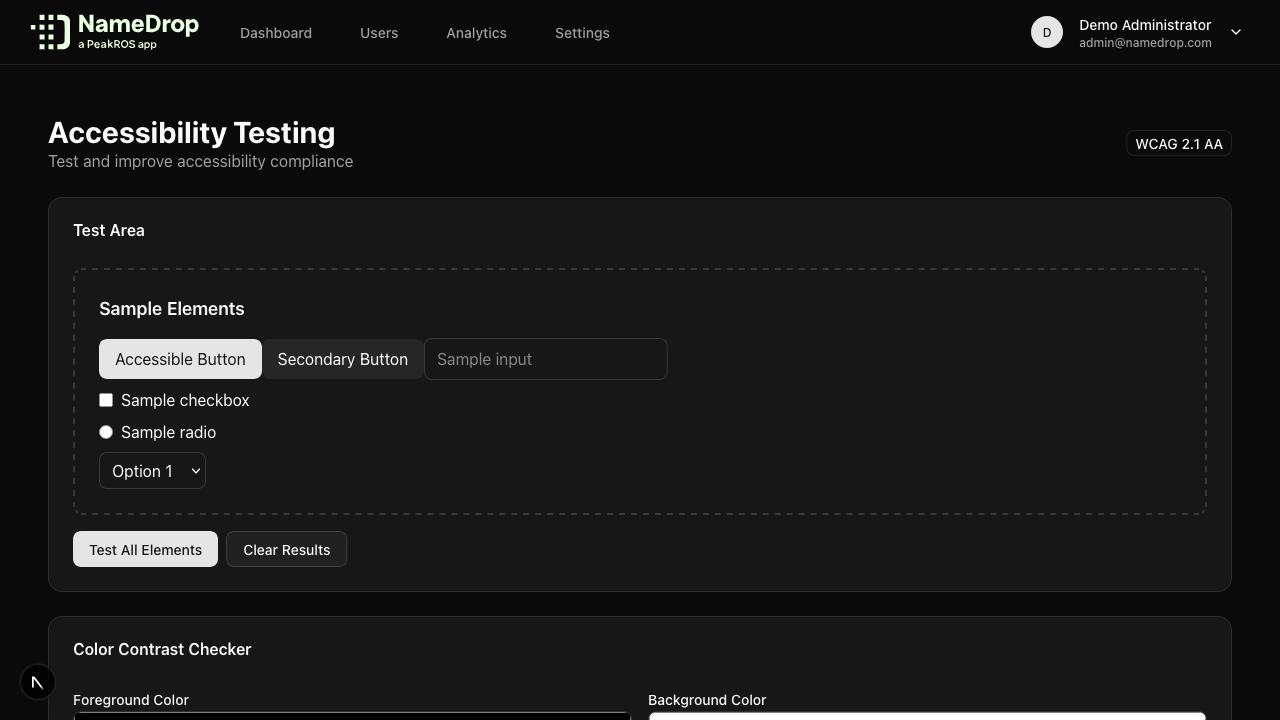 NameDrop
a PeakROS app
Dashboard
Users
Analytics
Settings
D
Demo Administrator
admin@namedrop.com
Accessibility Testing
Test and improve accessibility compliance
WCAG 2.1 AA
Test Area
Sample Elements
Accessible Button
Secondary Button
Sample input
Sample checkbox
Sample radio
Option 1
Test All Elements
Clear Results
Color Contrast Checker
Foreground Color
Background Color